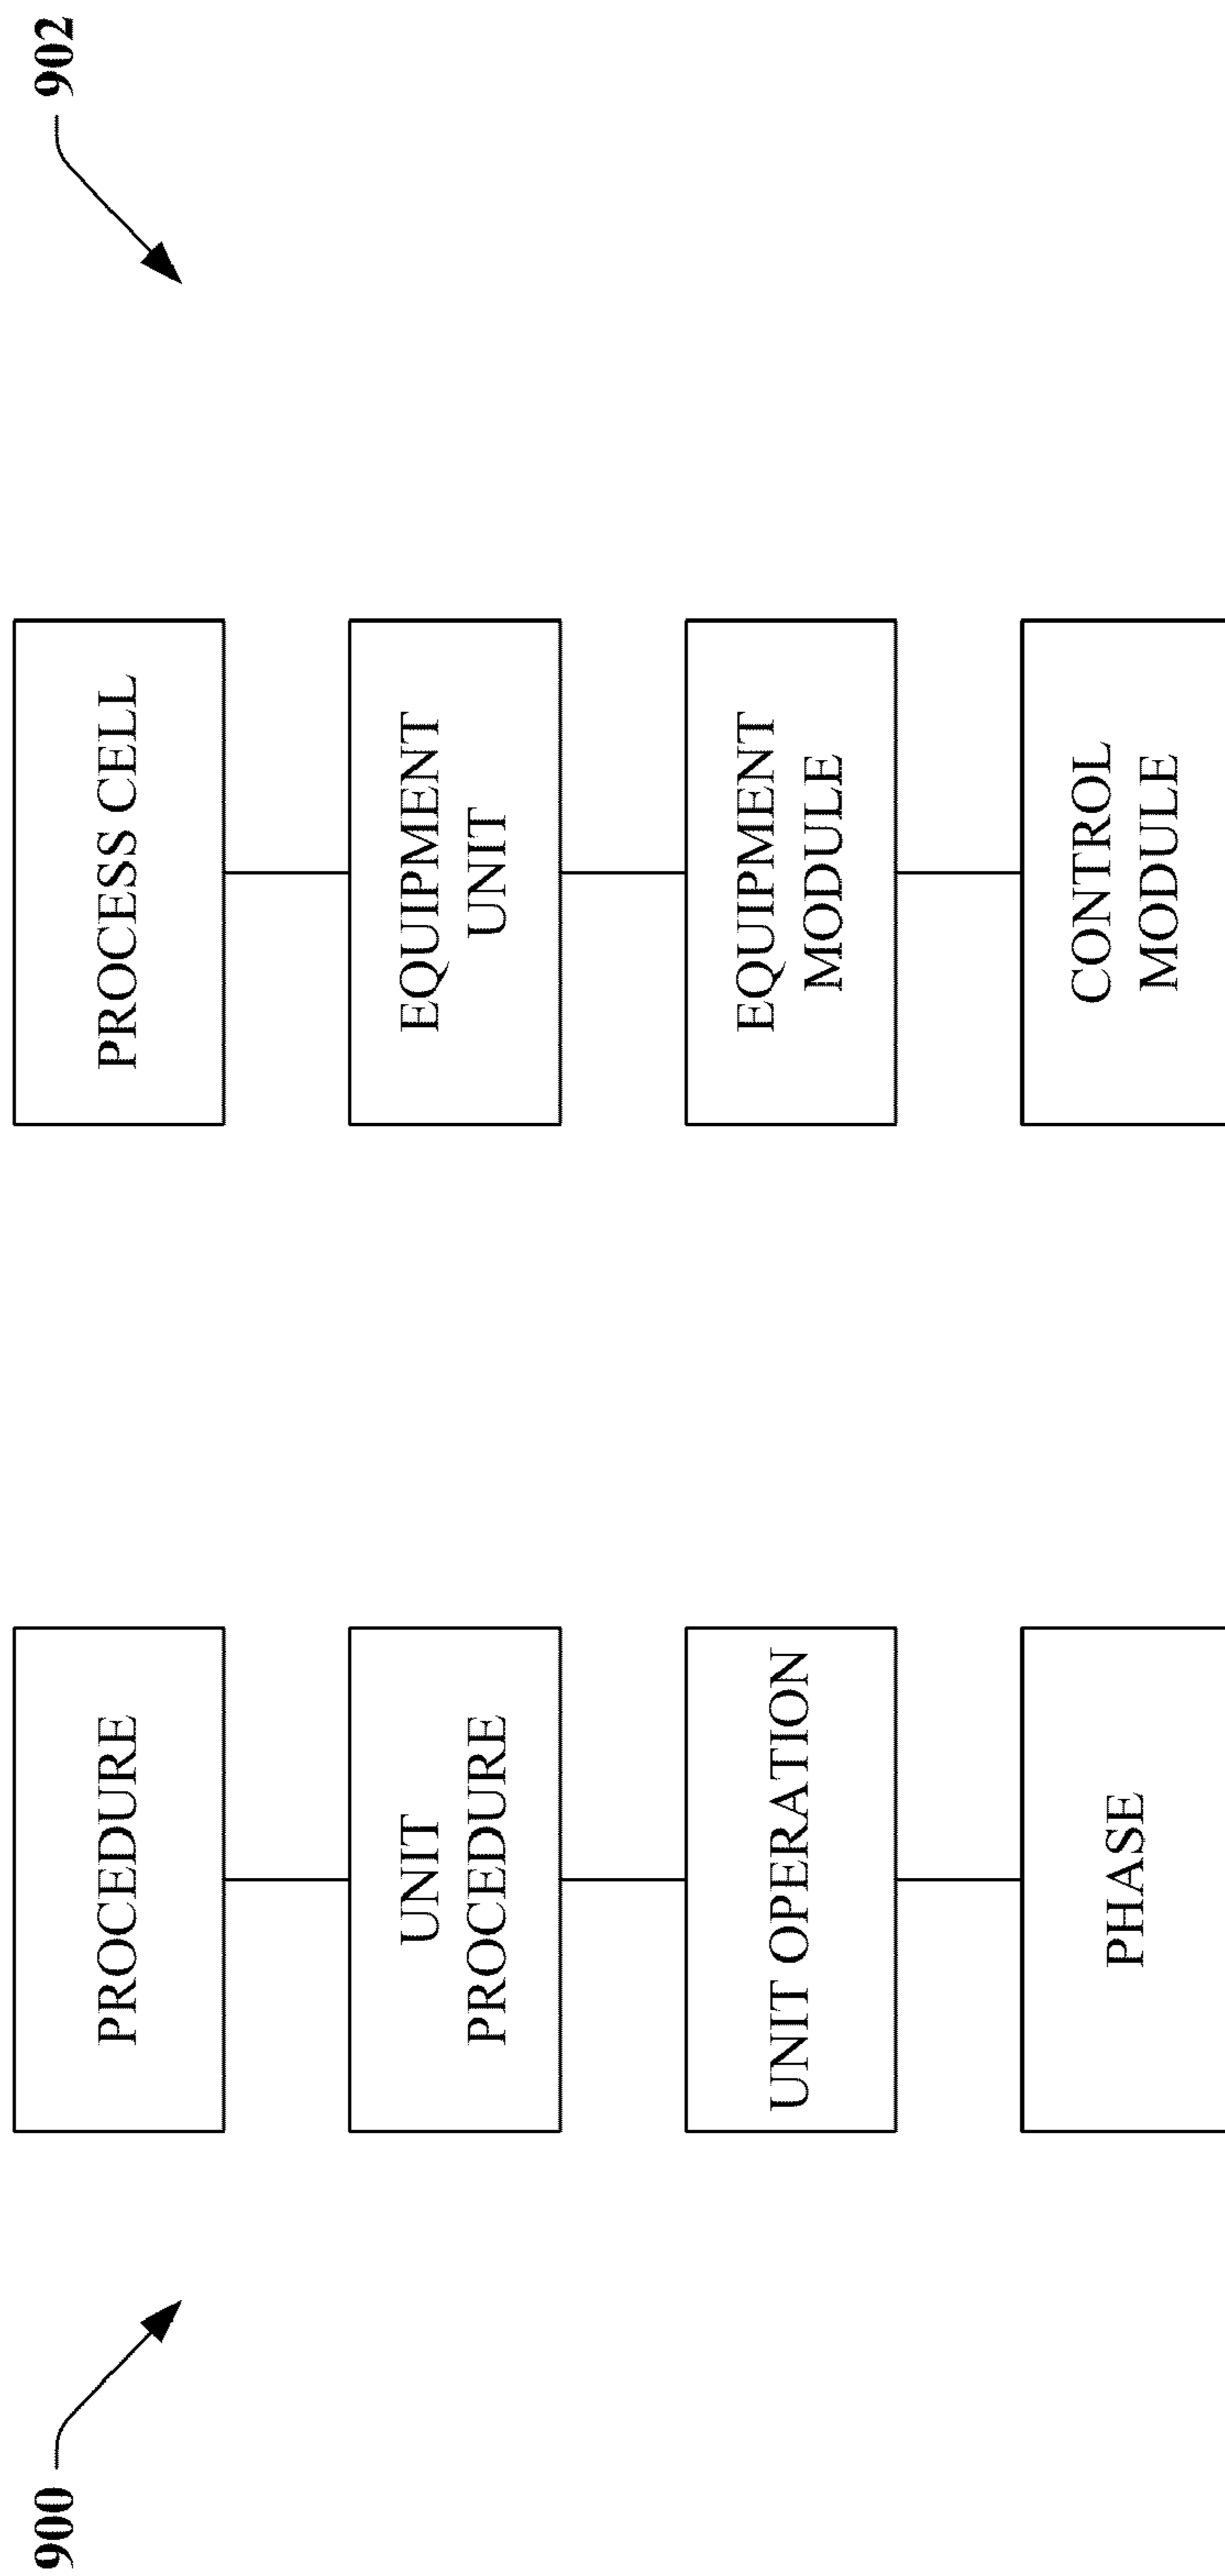 900
902
PROCEDURE
UNIT
PROCEDURE
UNIT OPERATION
PHASE
PROCESS CELL
EQUIPMENT
UNIT
EQUIPMENT
MODULE
CONTROL
MODULE